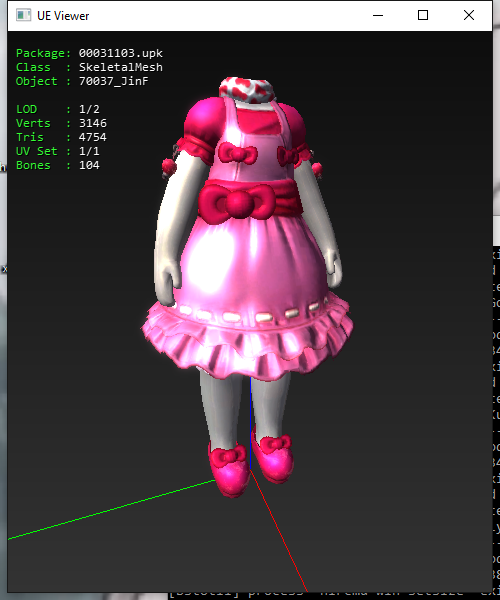 UE Viewer
Package: 00031103.upk
Class : SkeletalMesh
Object : 70037_JinF
LOD : 1/2
Verts : 3146
Tris : 4754
UV Set : 1/1
Bones : 104